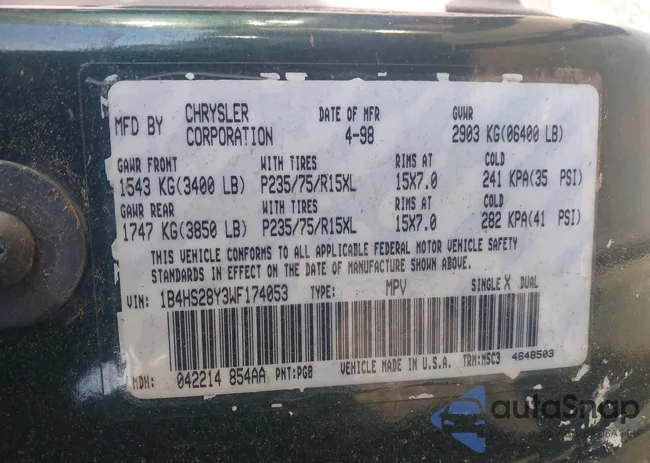 MFD BY CHRYSLER CORPORATION DATE OF MFR 4-98 GVWR 2903 KG(06400 LB)
GAWR FRONT WITH TIRES RIMS AT COLD
1543 KG(3400 LB) P235/75/R15XL 15X7.0 241 KPA(35 PSI)
GAWR REAR WITH TIRES RIMS AT COLD
1747 KG(3850 LB) P235/75/R15XL 15X7.0 282 KPA(41 PSI)
THIS VEHICLE CONFORMS TO ALL APPLICABLE FEDERAL MOTOR VEHICLE SAFETY
STANDARDS IN EFFECT ON THE DATE OF MANUFACTURE SHOWN ABOVE.
VIN: 1B4HS28Y3WF174053 TYPE: MPV SINGLE X DUAL
MDH: 042214 854AA PNT:PGB VEHICLE MADE IN U.S.A. TRM:MSC3 4648503
autaSnap